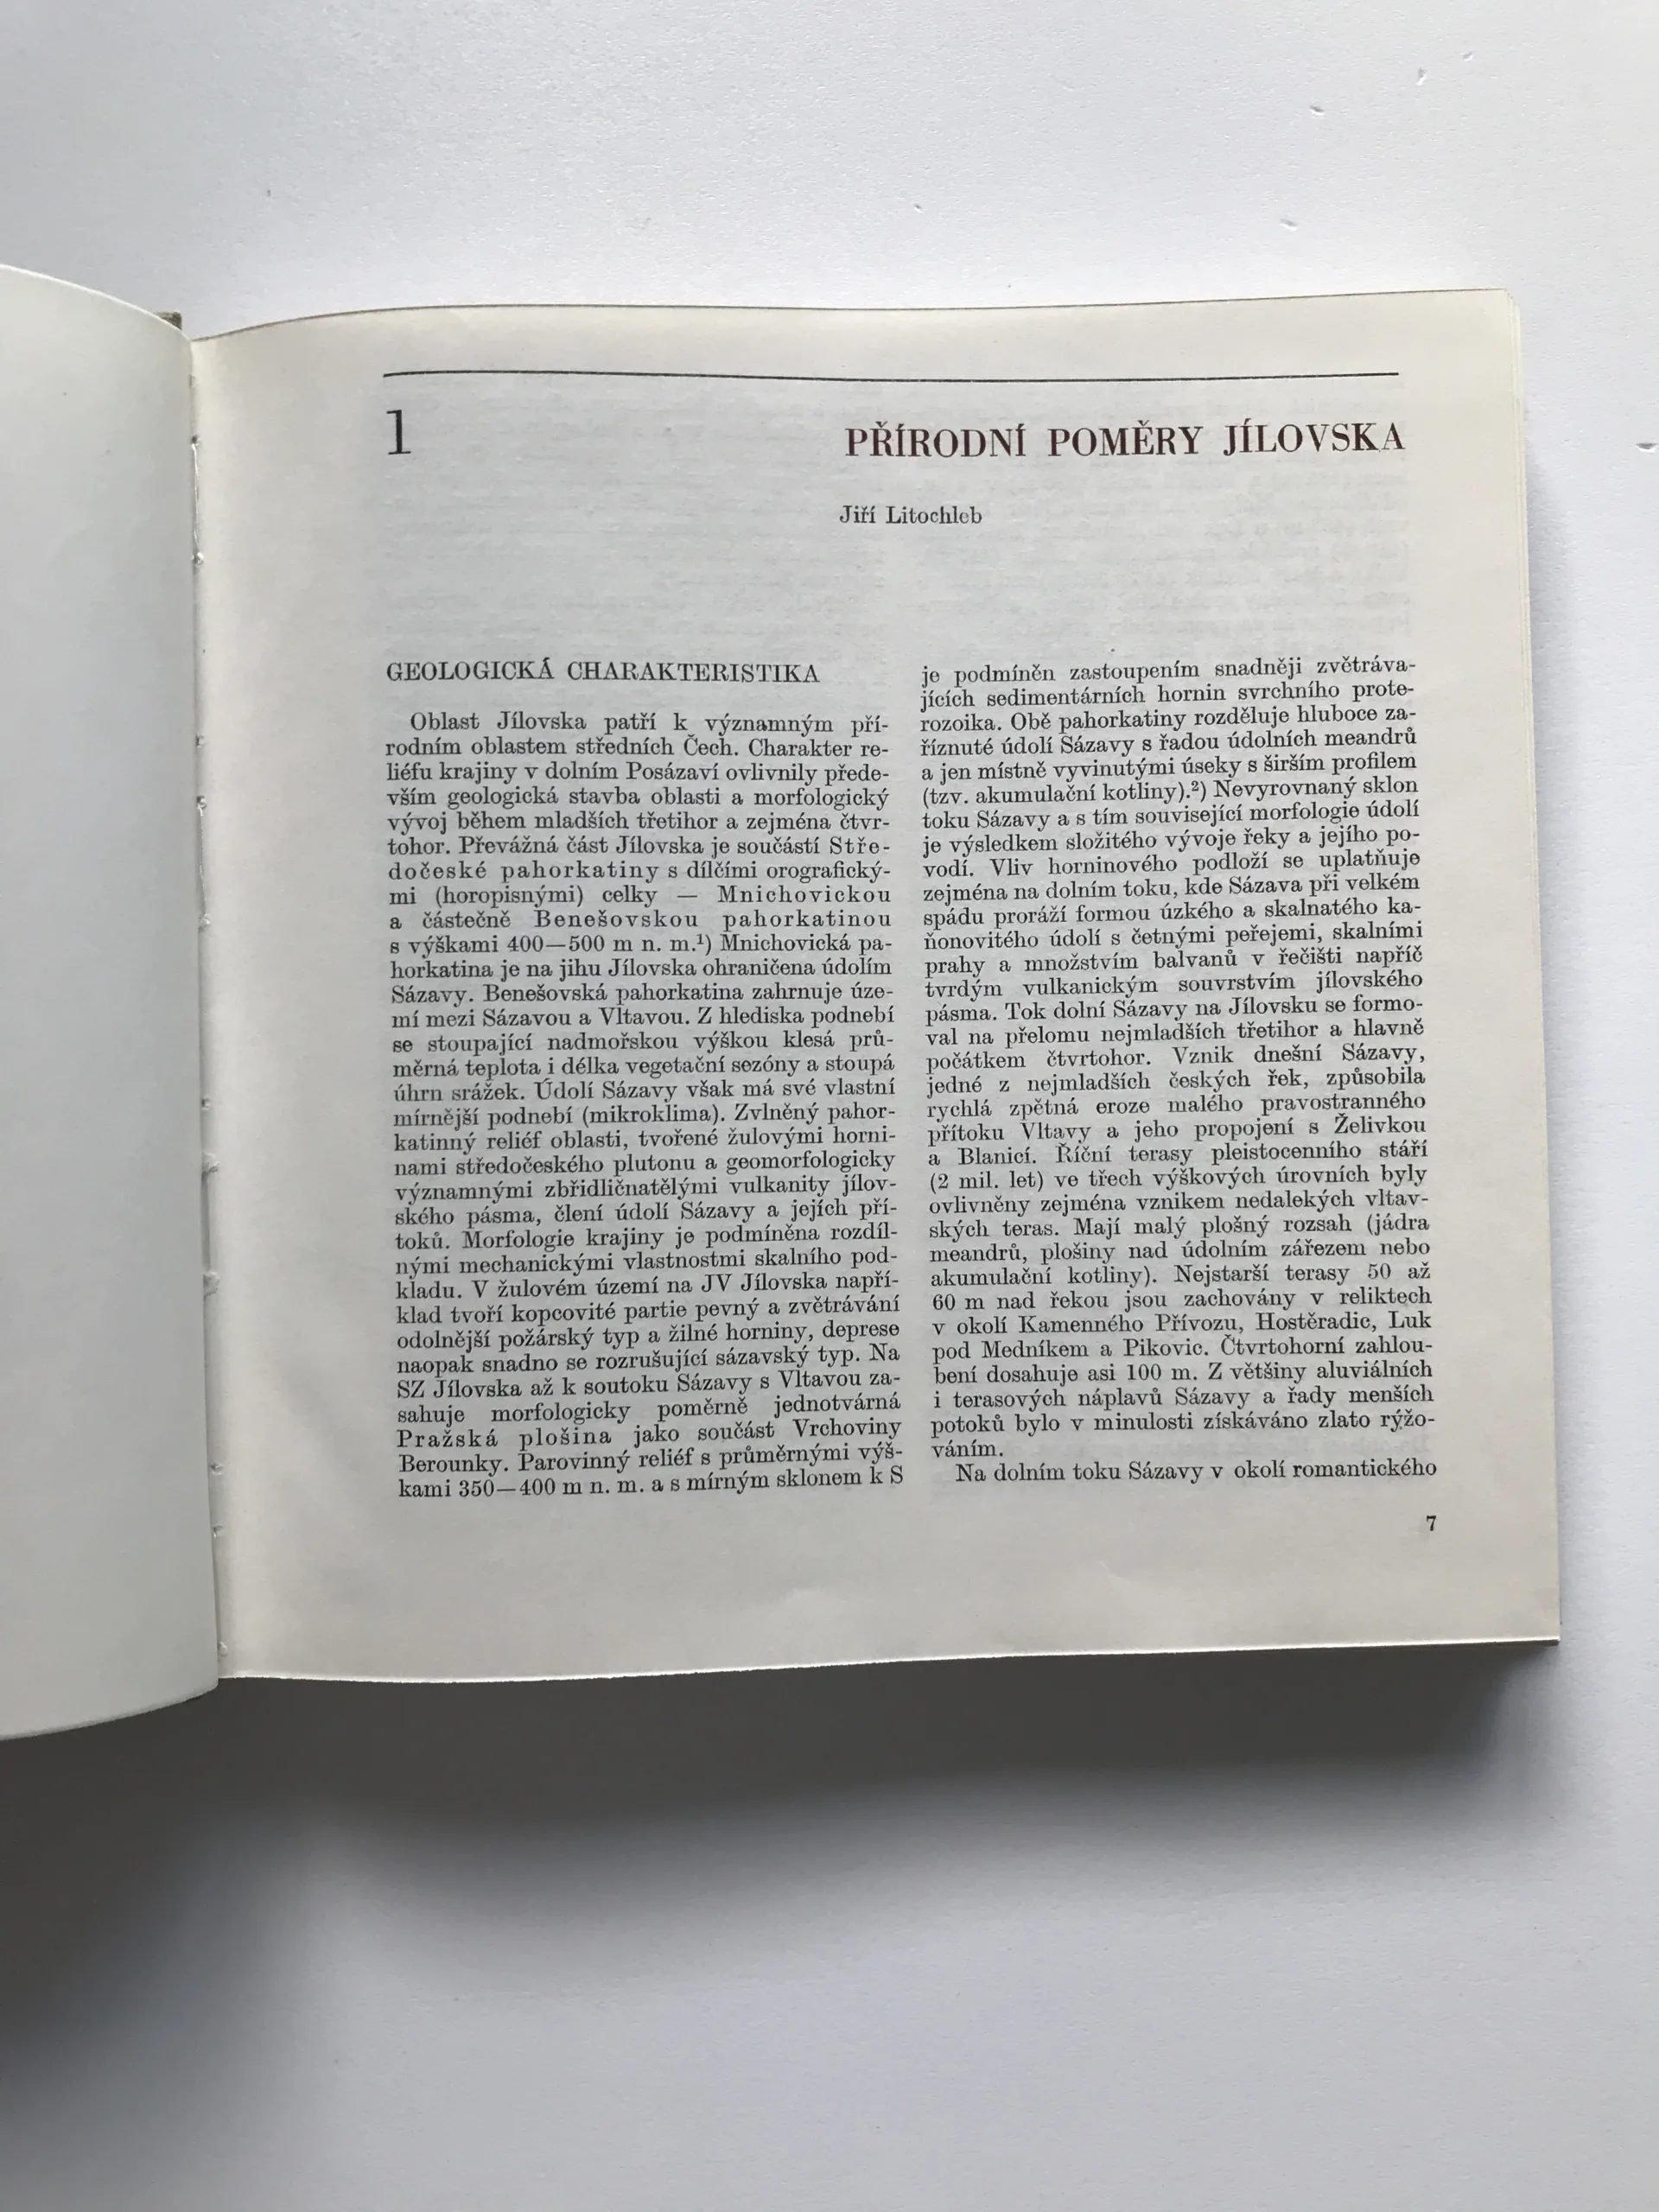 1
PŘÍRODNÍ POMĚRY JÍLOVSKA
Jiří Litochleb
GEOLOGICKÁ CHARAKTERISTIKA
Oblast Jílovska patří k významným pří-
rodním oblastem středních Čech. Charakter re-
liéfu krajiny v dolním Posázaví ovlivnily přede-
vším geologická stavba oblasti a morfologický
vývoj během mladších třetihor a zejména čtvr-
tohor. Převážná část Jílovska je součástí Stře-
dočeské pahorkatiny s dílčími orografický-
mi (horopisnými) celky — Mnichovickou
a částečně Benešovskou pahorkatinou
s výškami 400—500 m n. m.¹) Mnichovická pa-
horkatina je na jihu Jílovska ohraničena údolím
Sázavy. Benešovská pahorkatina zahrnuje úze-
mí mezi Sázavou a Vltavou. Z hlediska podnebí
se stoupající nadmořskou výškou klesá prů-
měrná teplota i délka vegetační sezóny a stoupá
úhrn srážek. Údolí Sázavy však má své vlastní
mírnější podnebí (mikroklima). Zvlněný pahor-
katinný reliéf oblasti, tvořené žulovými horni-
nami středočeského plutonu a geomorfologicky
významnými zbřidličnatělými vulkanity jílov-
ského pásma, člení údolí Sázavy a jejích pří-
toků. Morfologie krajiny je podmíněna rozdíl-
nými mechanickými vlastnostmi skalního pod-
kladu. V žulovém území na JV Jílovska napří-
klad tvoří kopcovité partie pevný a zvětrávání
odolnější požárský typ a žilné horniny, deprese
naopak snadno se rozrušující sázavský typ. Na
SZ Jílovska až k soutoku Sázavy s Vltavou za-
sahuje morfologicky poměrně jednotvárná
Pražská plošina jako součást Vrchoviny
Berounky. Parovinný reliéf s průměrnými výš-
kami 350—400 m n. m. a s mírným sklonem k S
je podmíněn zastoupením snadněji zvětráva-
jících sedimentárních hornin svrchního prote-
rozoika. Obě pahorkatiny rozděluje hluboce za-
říznuté údolí Sázavy s řadou údolních meandrů
a jen místně vyvinutými úseky s širším profilem
(tzv. akumulační kotliny).²) Nevyrovnaný sklon
toku Sázavy a s tím související morfologie údolí
je výsledkem složitého vývoje řeky a jejího po-
vodí. Vliv horninového podloží se uplatňuje
zejména na dolním toku, kde Sázava při velkém
spádu proráží formou úzkého a skalnatého ka-
ňonovitého údolí s četnými peřejemi, skalními
prahy a množstvím balvanů v řečišti napříč
tvrdým vulkanickým souvrstvím jílovského
pásma. Tok dolní Sázavy na Jílovsku se formo-
val na přelomu nejmladších třetihor a hlavně
počátkem čtvrtohor. Vznik dnešní Sázavy,
jedné z nejmladších českých řek, způsobila
rychlá zpětná eroze malého pravostranného
přítoku Vltavy a jeho propojení s Želivkou
a Blanicí. Říční terasy pleistocenního stáří
(2 mil. let) ve třech výškových úrovních byly
ovlivněny zejména vznikem nedalekých vltav-
ských teras. Mají malý plošný rozsah (jádra
meandrů, plošiny nad údolním zářezem nebo
akumulační kotliny). Nejstarší terasy 50 až
60 m nad řekou jsou zachovány v reliktech
v okolí Kamenného Přívozu, Hostěradic, Luk
pod Medníkem a Pikovic. Čtvrtohorní zahlou-
bení dosahuje asi 100 m. Z většiny aluviálních
i terasových náplavů Sázavy a řady menších
potoků bylo v minulosti získáváno zlato rýžo-
váním.
Na dolním toku Sázavy v okolí romantického
7